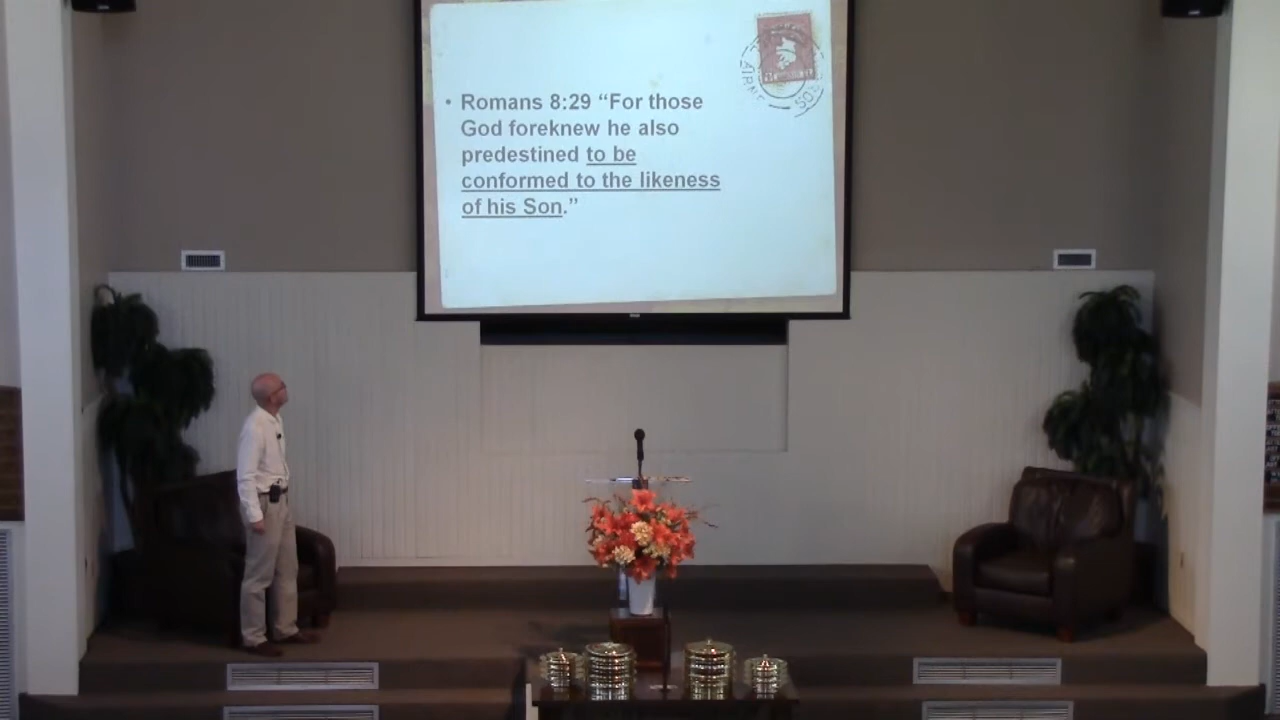 • Romans 8:29 “For those
God foreknew he also
predestined to be
conformed to the likeness
of his Son.”